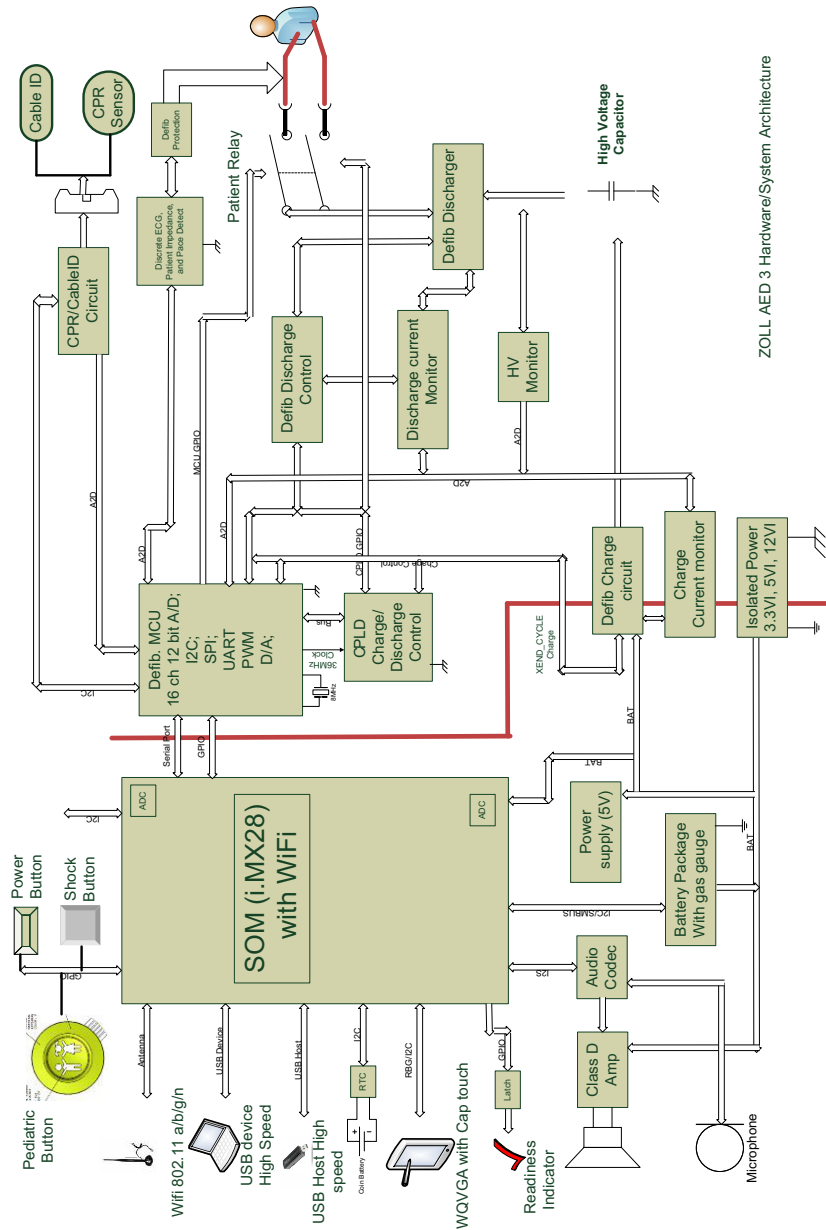 Pediatric
Button
Power
Button
Shock
Button
GPIO
I2C
Wifi 802.11 a/b/g/n
Antenna
USB device
High Speed
USB Device
USB Host High
speed
USB Host
Coin Battery
+
RTC
I2C
WQVGA with Cap touch
RBG/I2C
Readiness
Indicator
Latch
GPIO
SOM (i.MX28)
with WiFi
ADC
ADC
Class D
Amp
Audio
Codec
I2S
Microphone
Battery Package
With gas gauge
I2C/SMBUS
Power
supply (5V)
BAT
BAT
BAT
Serial Port
GPIO
Defib. MCU
16 ch 12 bit A/D;
I2C;
SPI;
UART
PWM
D/A;
8MHz
36MHz
Clock
Bus
CPLD
Charge/
Discharge
Control
I2C
A2D
A2D
MCU GPIO
A2D
CPLD GPIO
Charge Control
XEND_CYCLE
Charge
Defib Charge
circuit
Charge
Current monitor
Isolated Power
3.3VI, 5VI, 12VI
A2D
A2D
CPR/CableID
Circuit
Cable ID
CPR
Sensor
Discrete ECG,
Patient Impedance,
and Pace Detect
Defib
Protection
Patient Relay
Defib Discharge
Control
Discharge current
Monitor
HV
Monitor
Defib Discharger
High Voltage
Capacitor
ZOLL AED 3 Hardware/System Architecture